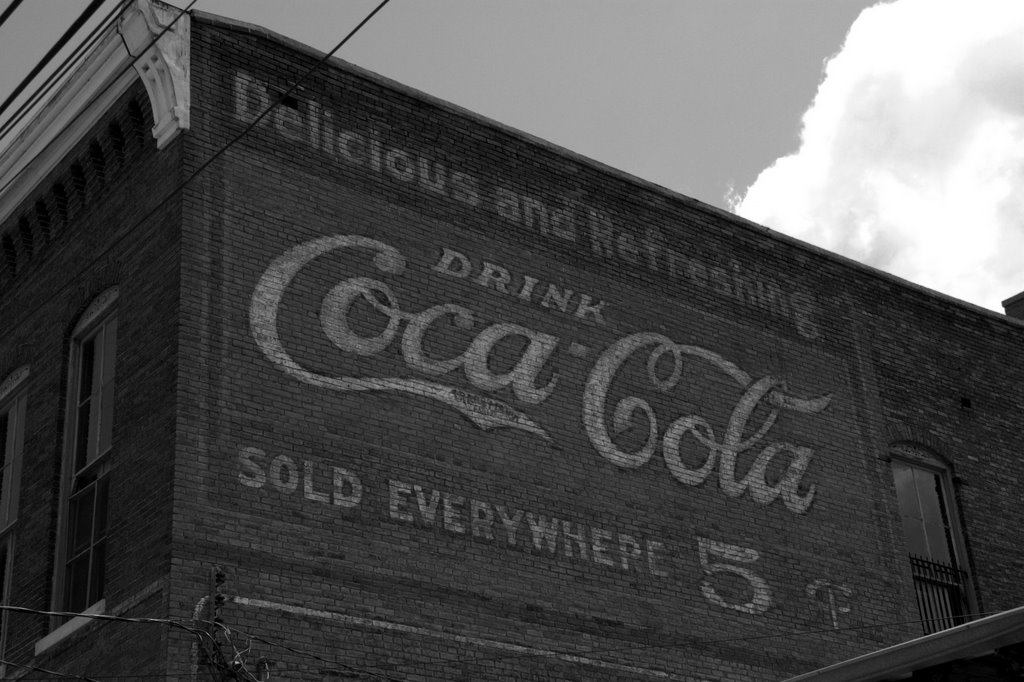 Delicious and Refreshing
DRINK
Coca-Cola
SOLD EVERYWHERE 5